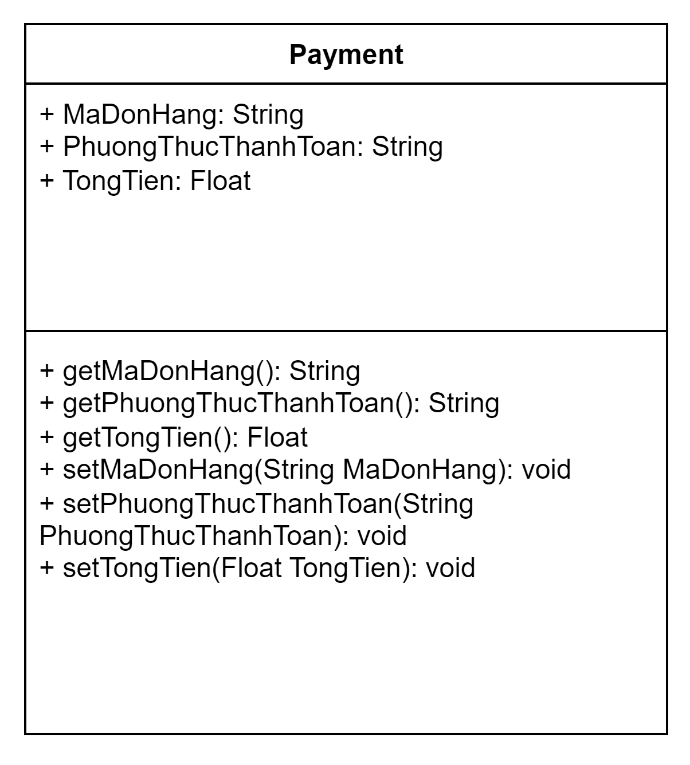 Payment
+ MaDonHang: String
+ PhuongThucThanhToan: String
+ TongTien: Float
+ getMaDonHang(): String
+ getPhuongThucThanhToan(): String
+ getTongTien(): Float
+ setMaDonHang(String MaDonHang): void
+ setPhuongThucThanhToan(String
PhuongThucThanhToan): void
+ setTongTien(Float TongTien): void